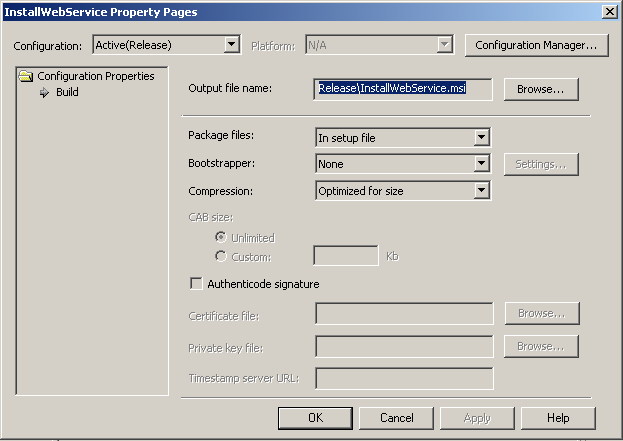 InstallWebService Property Pages
Configuration: Active(Release) Platform: N/A Configuration Manager...
Configuration Properties
Build
Output file name: Release\InstallWebService.msi Browse...
Package files: In setup file
Bootstrapper: None Settings...
Compression: Optimized for size
CAB size:
Unlimited
Custom: Kb
Authenticode signature
Certificate file: Browse...
Private key file: Browse...
Timestamp server URL:
OK Cancel Apply Help